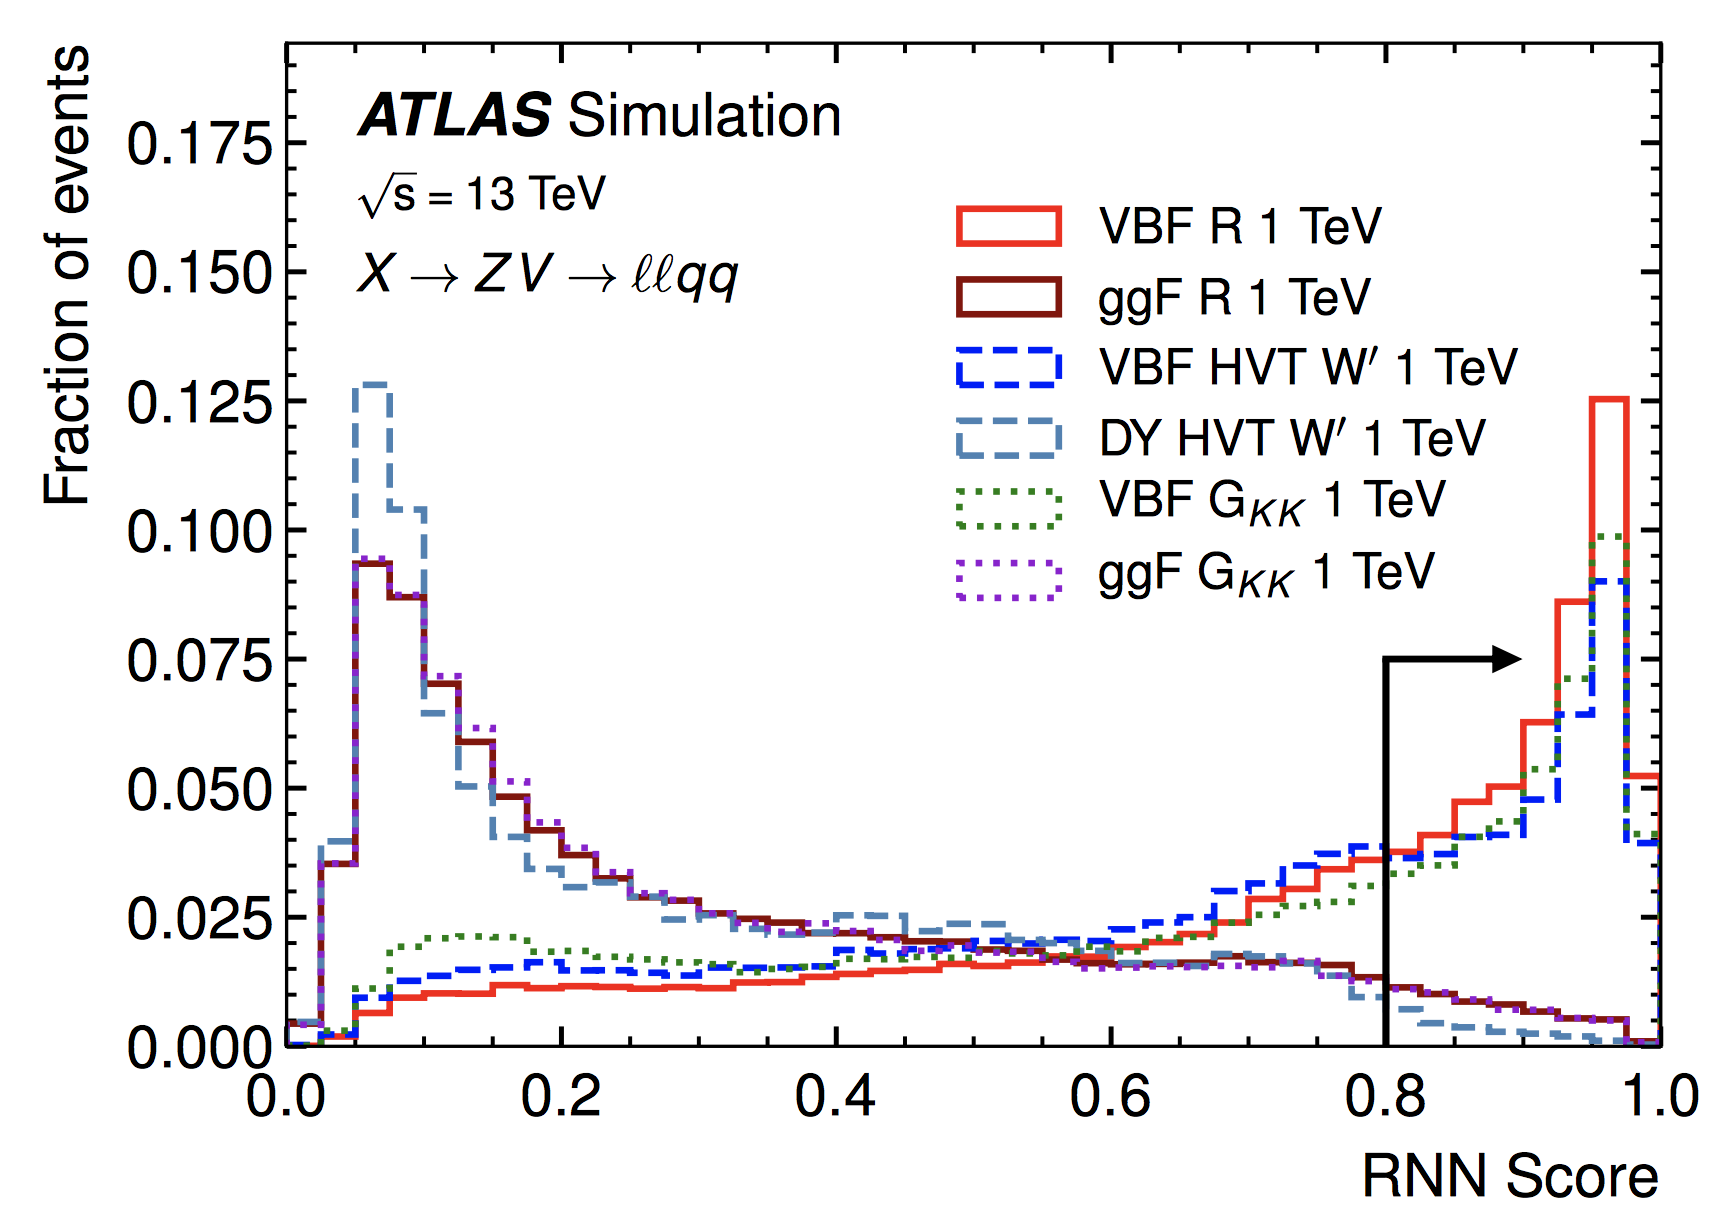 Fraction of events
ATLAS Simulation
√s = 13 TeV
X → ZV → ℓℓqq
VBF R 1 TeV
ggF R 1 TeV
VBF HVT W′ 1 TeV
DY HVT W′ 1 TeV
VBF G_KK 1 TeV
ggF G_KK 1 TeV
0.175
0.150
0.125
0.100
0.075
0.050
0.025
0.000
0.0 0.2 0.4 0.6 0.8 1.0
RNN Score